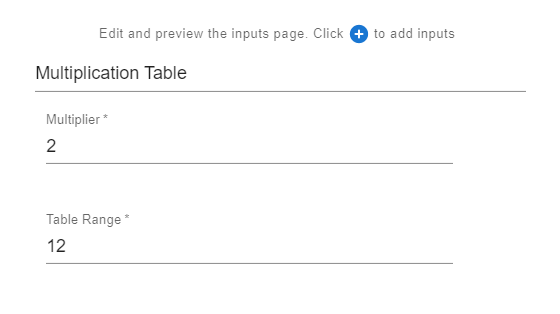 Edit and preview the inputs page. Click + to add inputs
Multiplication Table
Multiplier *
2
Table Range *
12